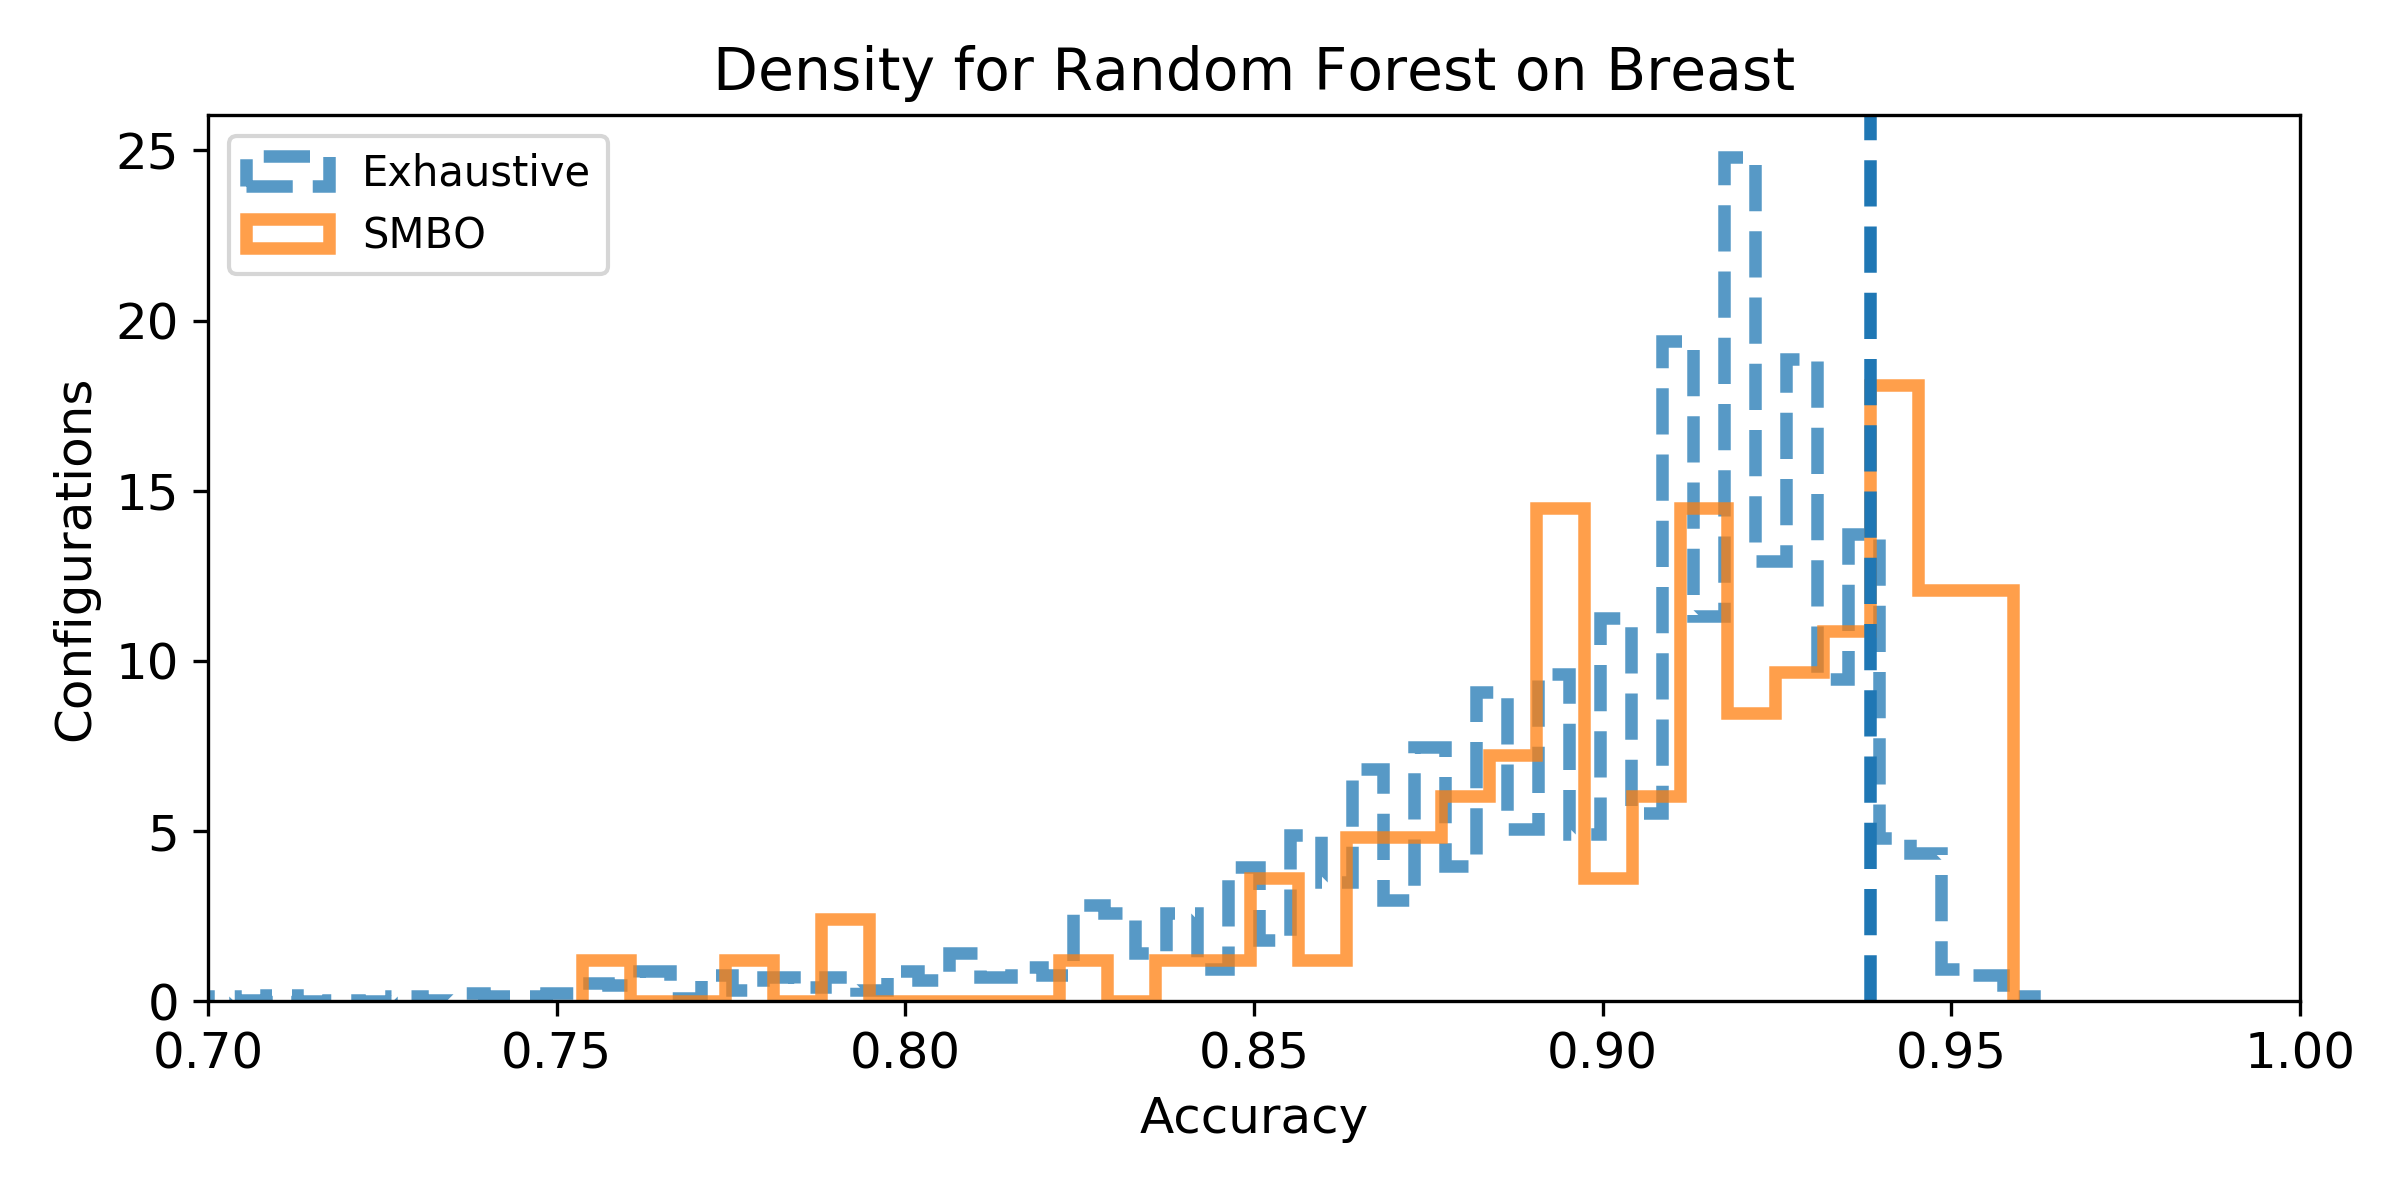 Density for Random Forest on Breast
Exhaustive
SMBO
Configurations
25
20
15
10
5
0
0.70 0.75 0.80 0.85 0.90 0.95 1.00
Accuracy